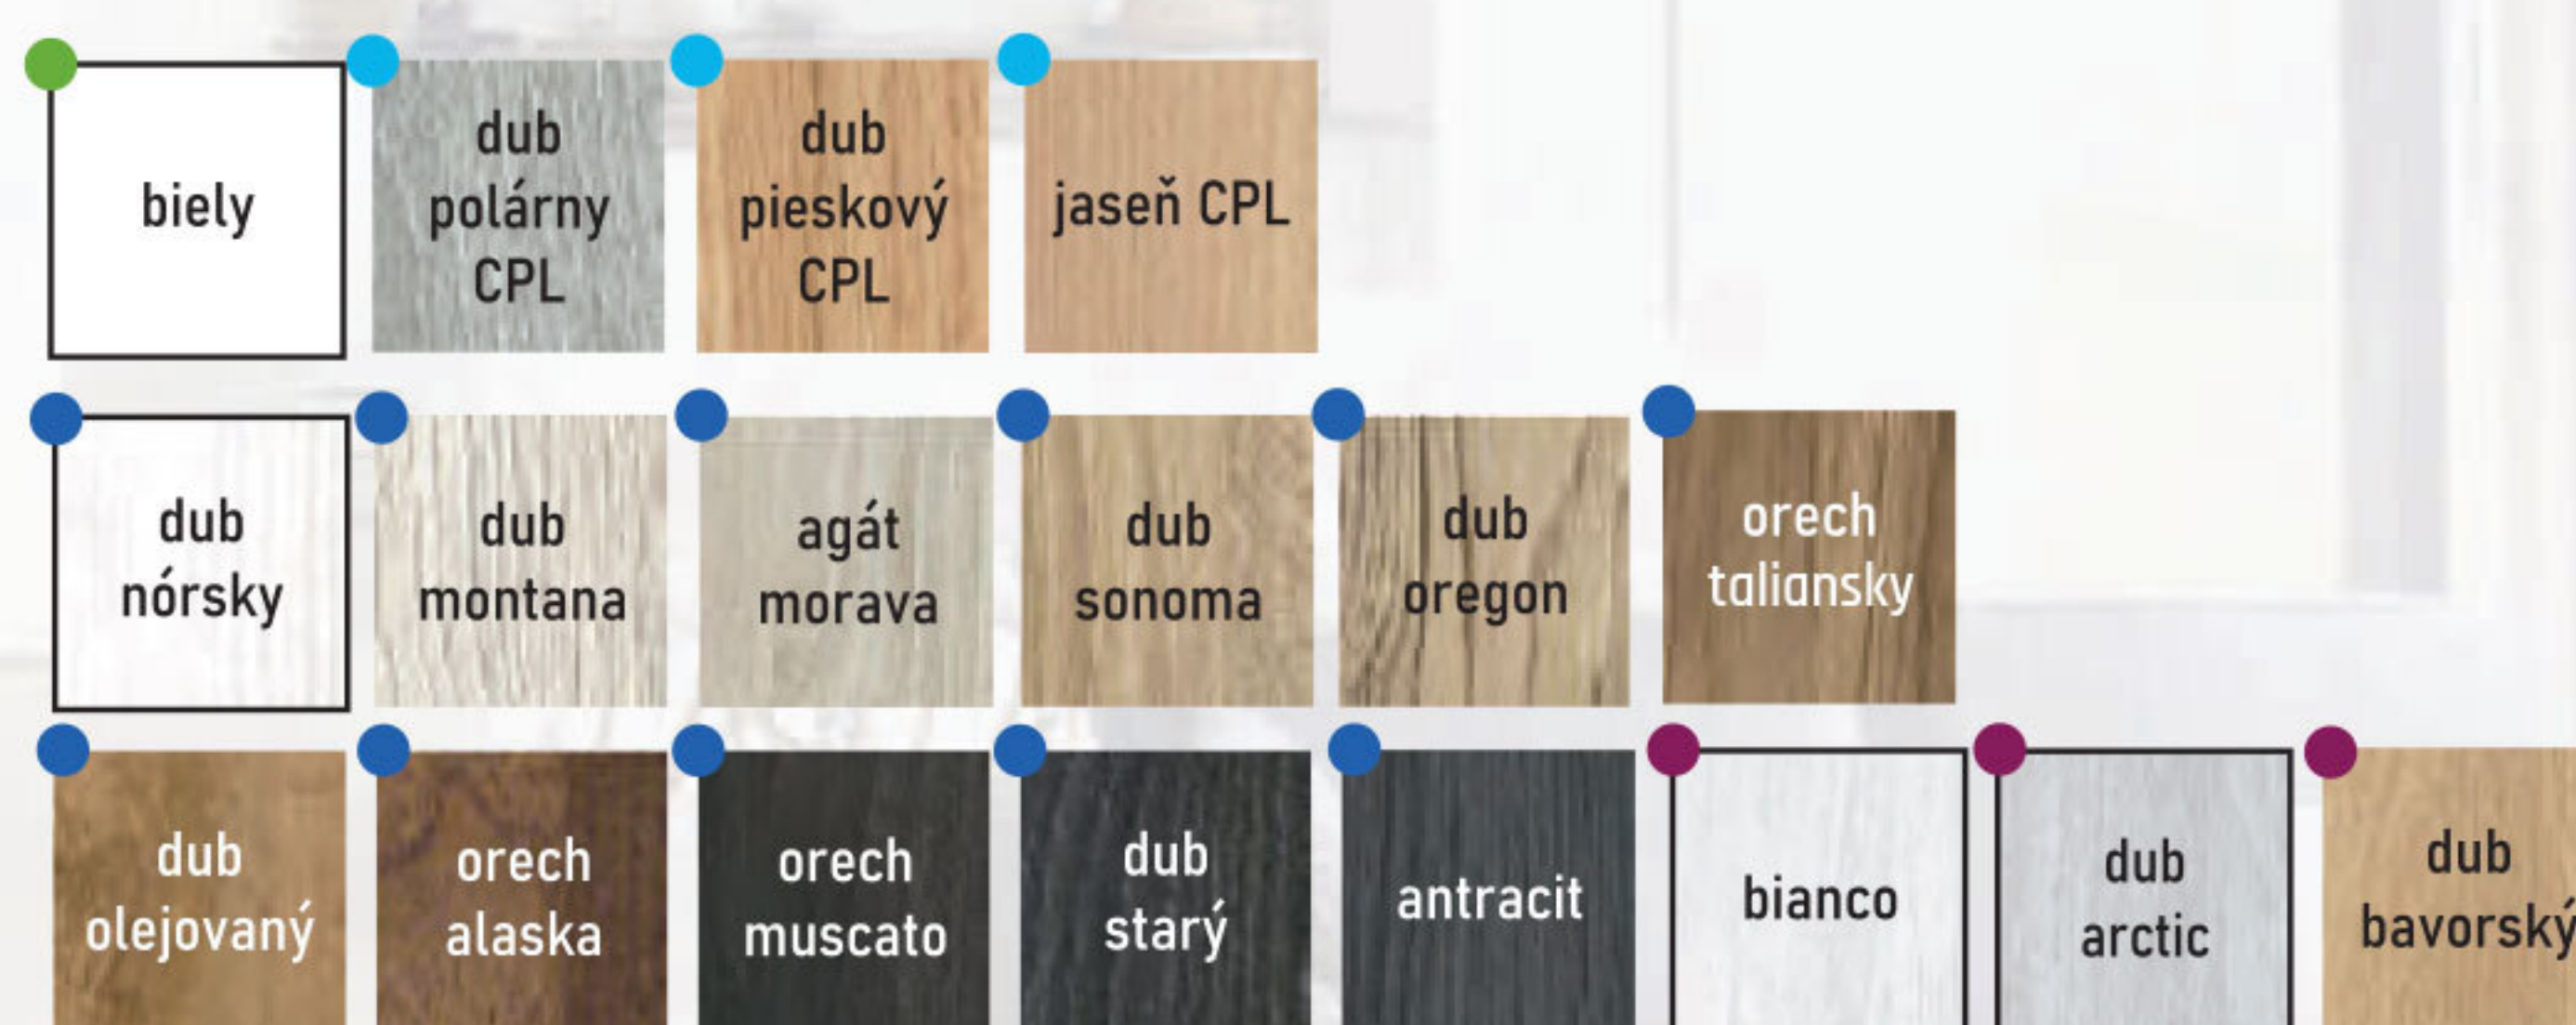 biely
dub
polárny
CPL
dub
pieskový
CPL
jaseň CPL
dub
nórsky
dub
montana
agát
morava
dub
sonoma
dub
oregon
orech
taliansky
dub
olejovaný
orech
alaska
orech
muscato
dub
starý
antracit
bianco
dub
arctic
dub
bavorský